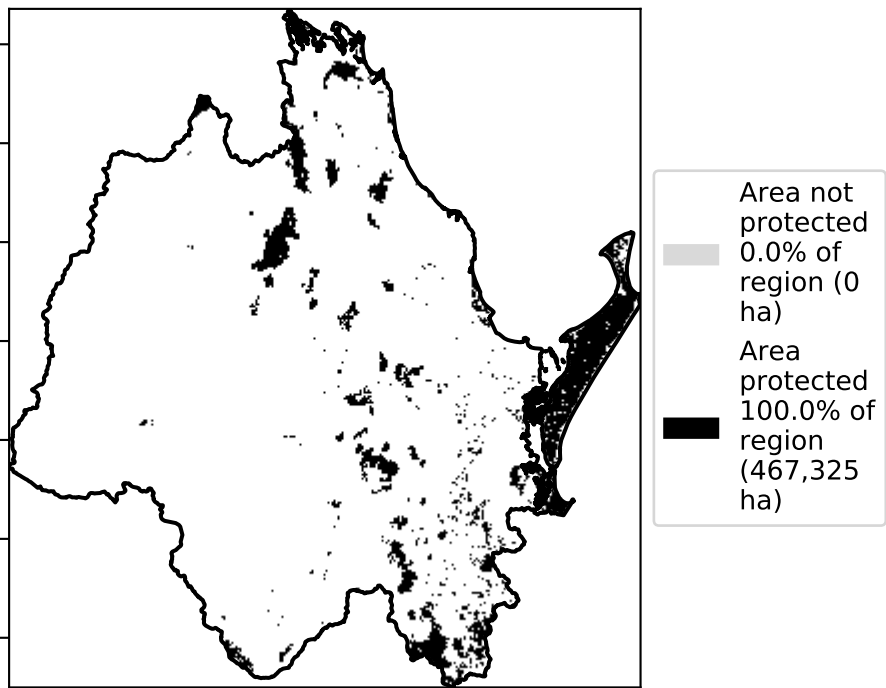 Area not
protected
0.0% of
region (0
ha)
Area
protected
100.0% of
region
(467,325
ha)